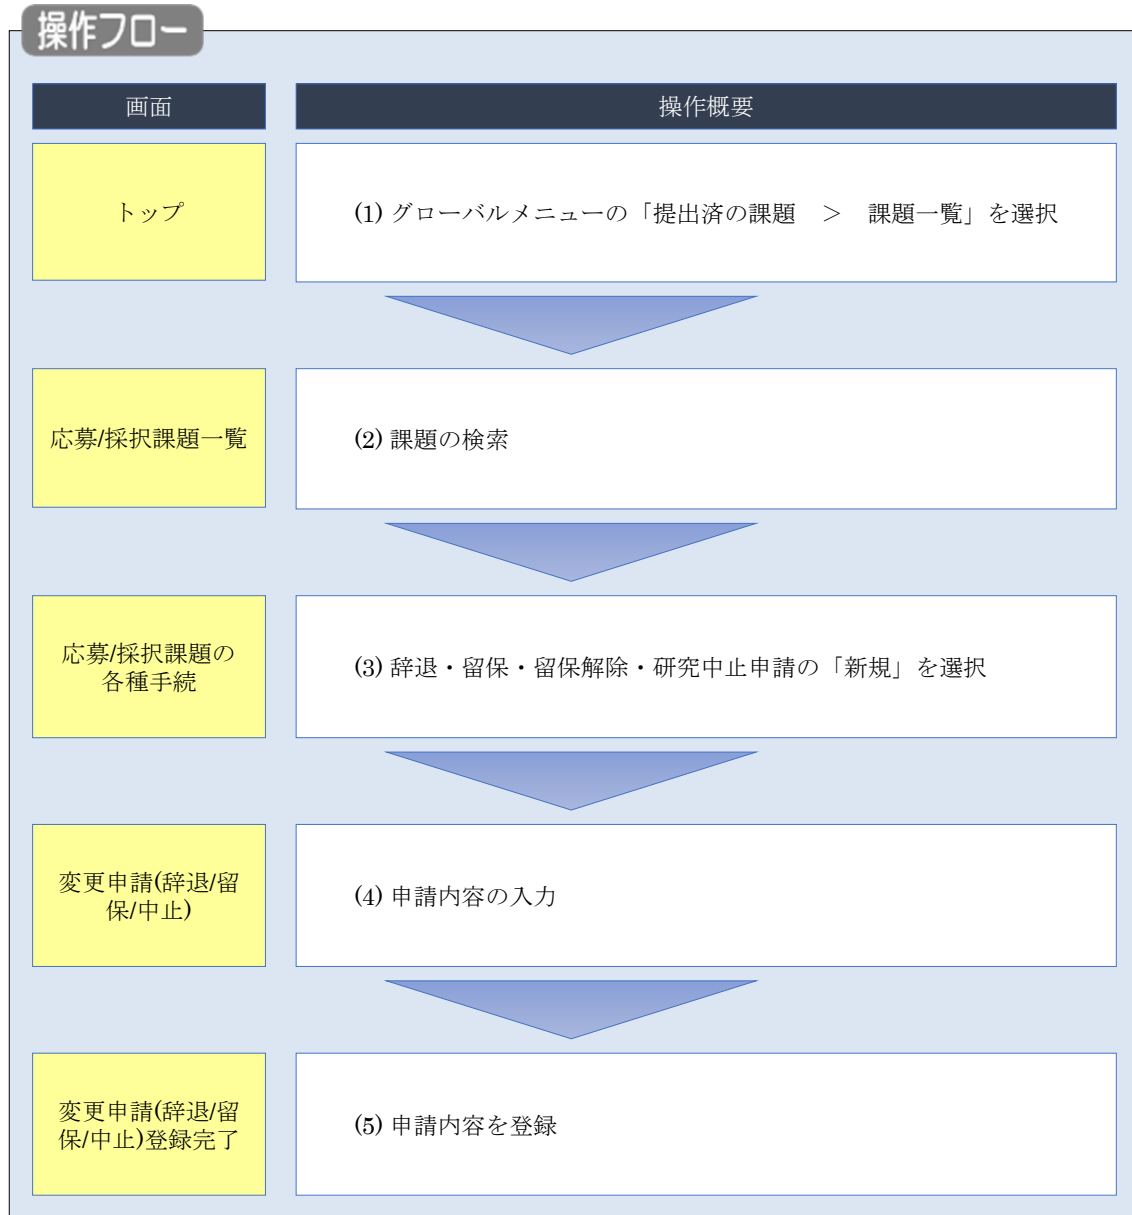 操作フロー
画面
操作概要
トップ
(1) グローバルメニューの「提出済の課題　＞　課題一覧」を選択
応募/採択課題一覧
(2) 課題の検索
応募/採択課題の
各種手続
(3) 辞退・留保・留保解除・研究中止申請の「新規」を選択
変更申請(辞退/留
保/中止)
(4) 申請内容の入力
変更申請(辞退/留
保/中止)登録完了
(5) 申請内容を登録